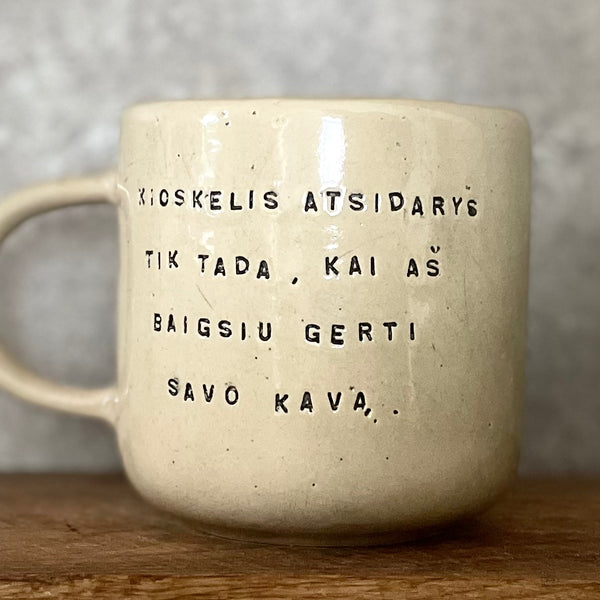 KIOSKELIS ATSIDARYS̆
TIK TADA, KAI AŠ
BAIGSIU GERTI
SAVO KAVĄ.